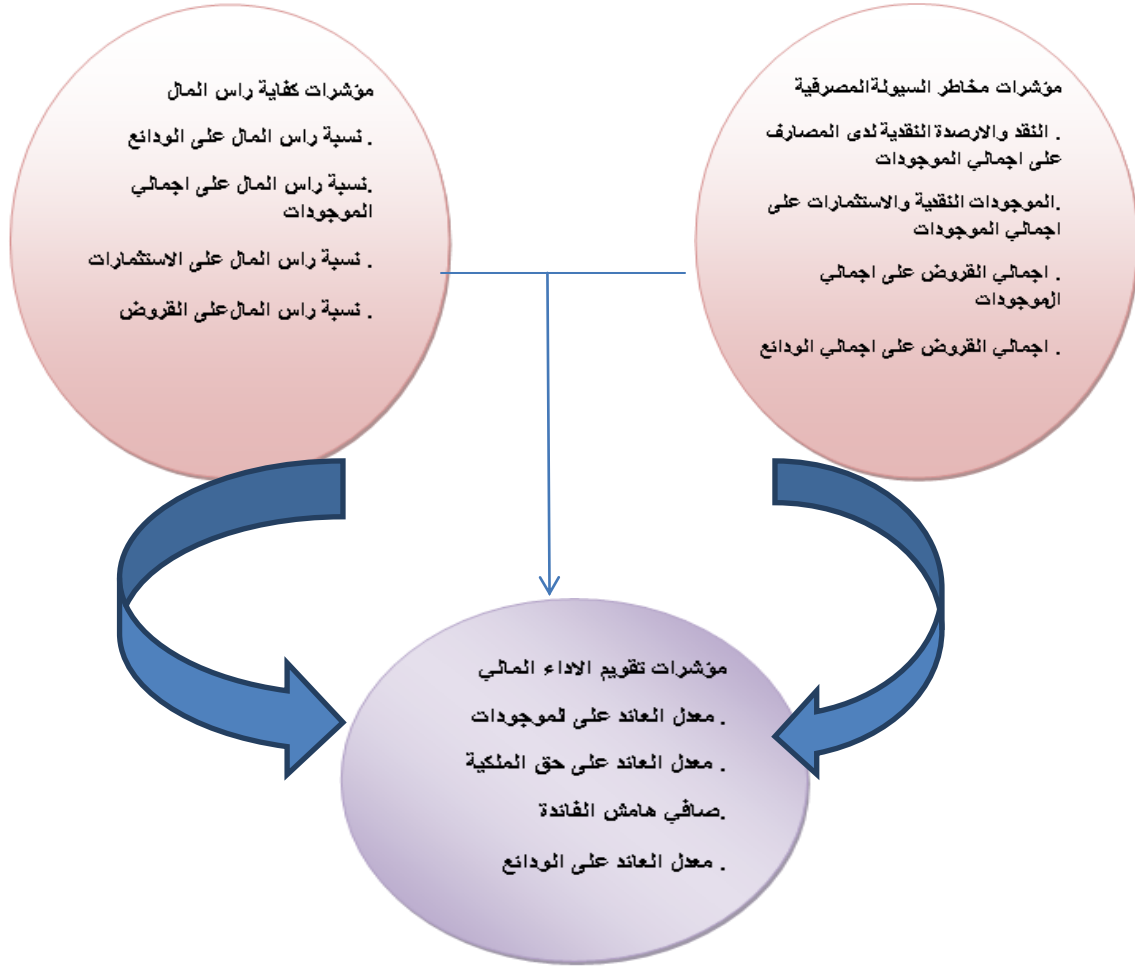 مؤشرات مخاطر السيولة المصرفية
. النقد والارصدة النقدية لدى المصارف
على اجمالي الموجودات
.الموجودات النقدية والاستثمارات على
اجمالي الموجودات
. اجمالي القروض على اجمالي
الموجودات
. اجمالي القروض على اجمالي الودائع
مؤشرات كفاية راس المال
. نسبة راس المال على الودائع
.نسبة راس المال على اجمالي
الموجودات
. نسبة راس المال على الاستثمارات
. نسبة راس المال على القروض
مؤشرات تقويم الاداء المالي
. معدل العائد على الموجودات
. معدل العائد على حق الملكية
.صافي هامش الفائدة
. معدل العائد على الودائع